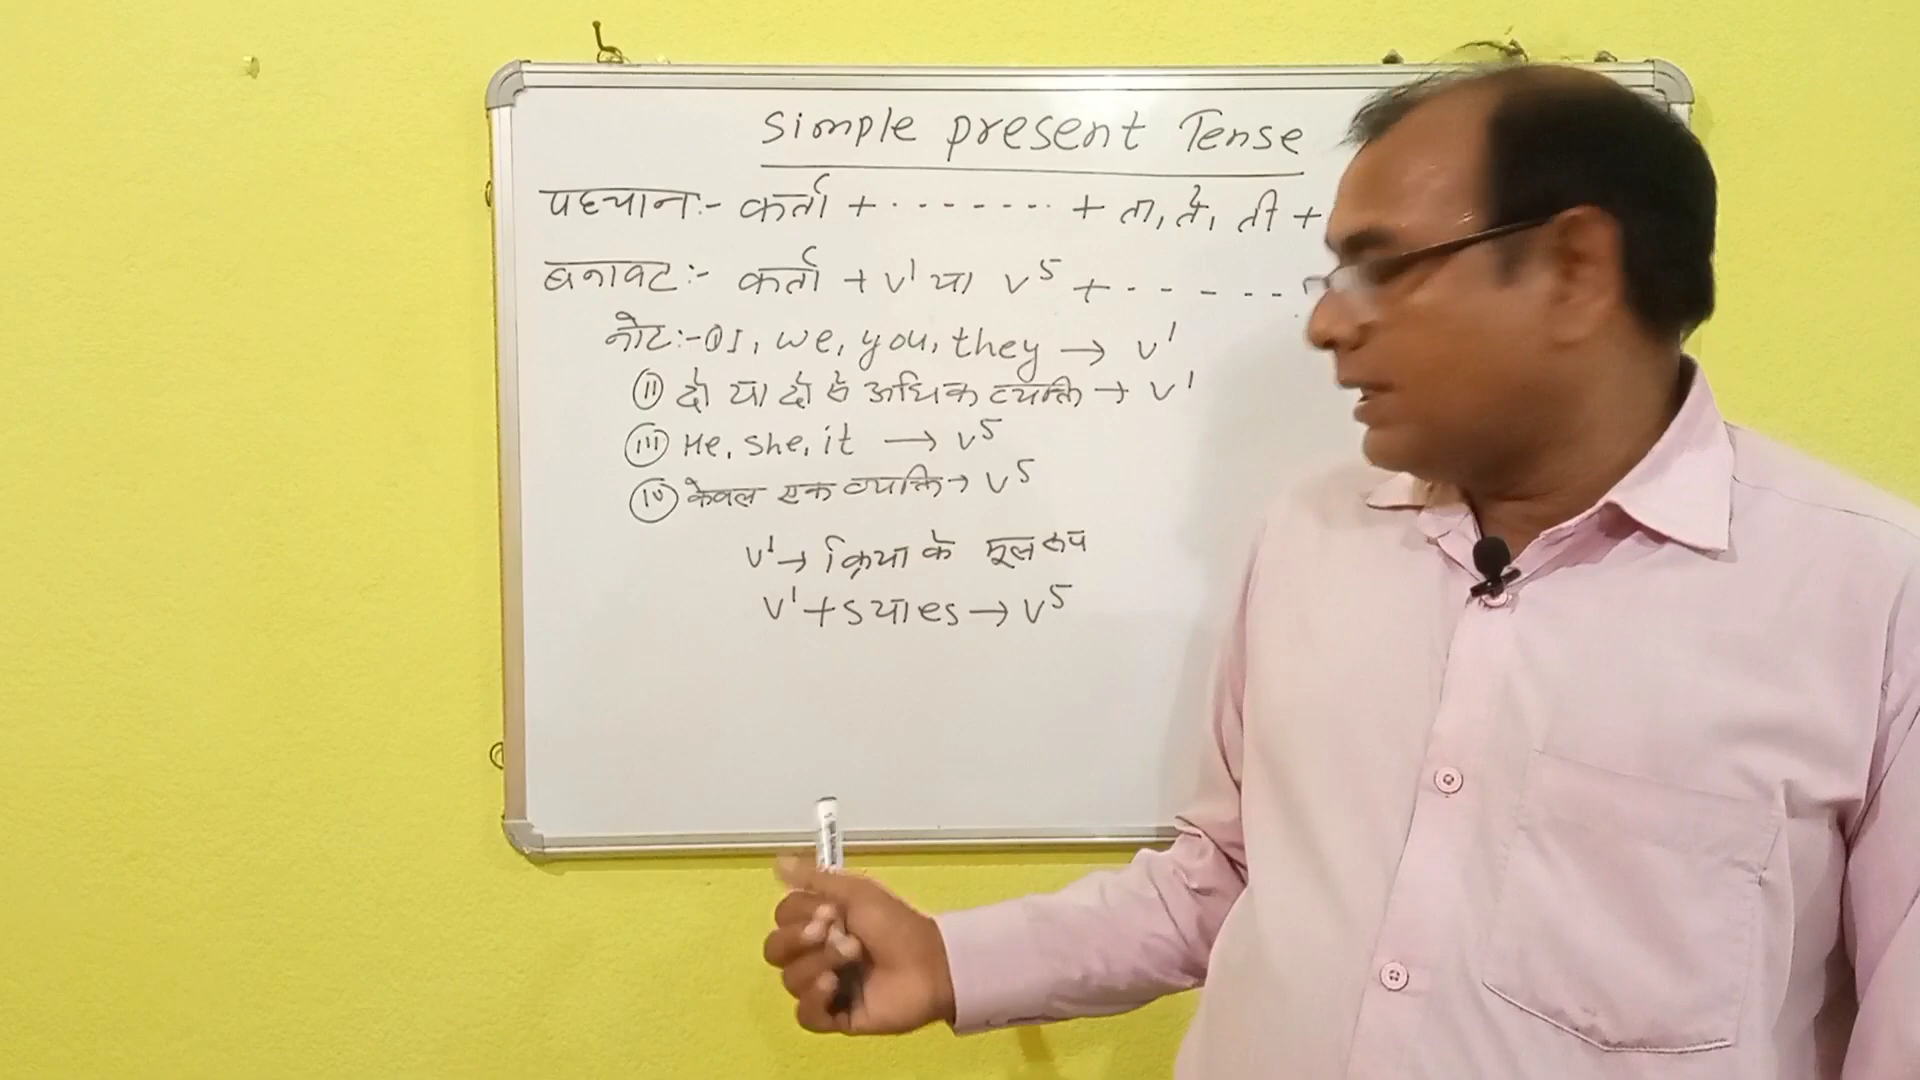 Simple present Tense
पहचान:- कर्ता + ........ + ता, ते, ती +
बनावट:- कर्ता + V¹ या V⁵ + - - - - - -
नोट:- ① I, we, you, they → V¹
(ii) दो या दो से अधिक व्यक्ति → V¹
(iii) He, She, it → V⁵
(iv) केवल एक व्यक्ति → V⁵
V¹ → क्रिया के मूल रूप
V¹ + s या es → V⁵